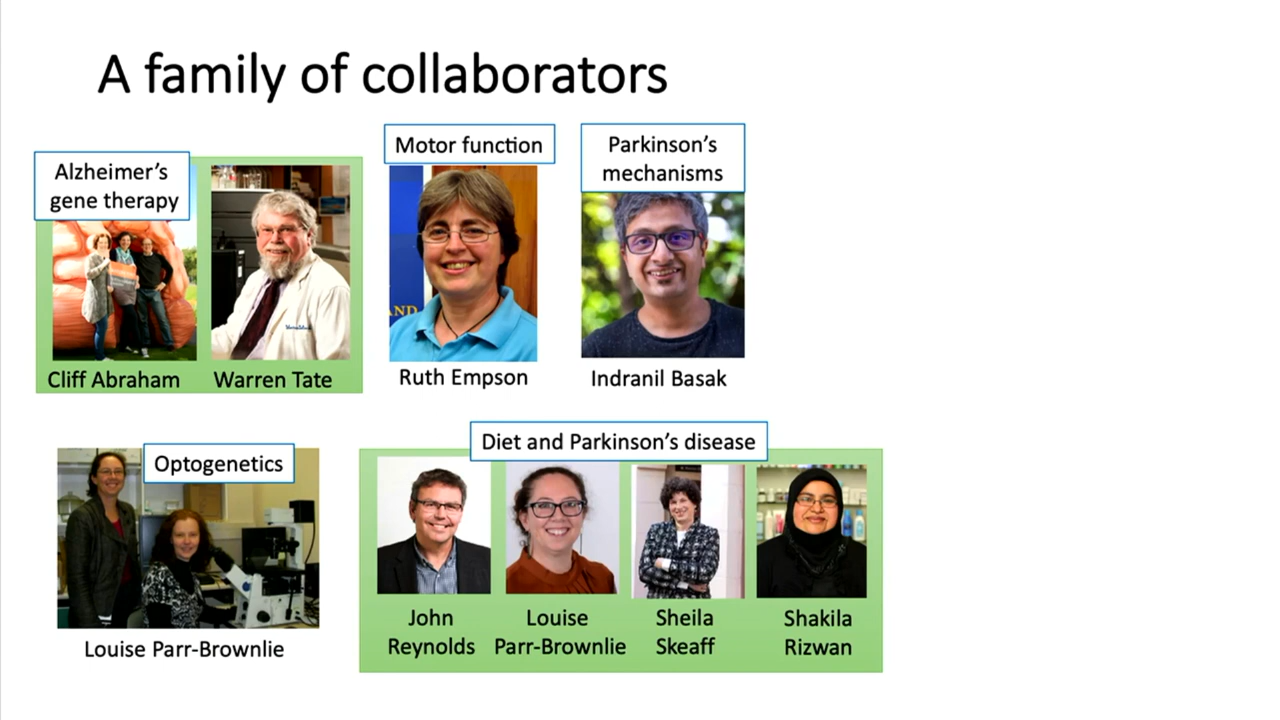 A family of collaborators
Alzheimer's
gene therapy
Motor function
Parkinson's
mechanisms
AND
Cliff Abraham
Warren Tate
Ruth Empson
Indranil Basak
Optogenetics
Diet and Parkinson's disease
Louise Parr-Brownlie
John
Reynolds
Louise
Parr-Brownlie
Sheila
Skeaff
Shakila
Rizwan